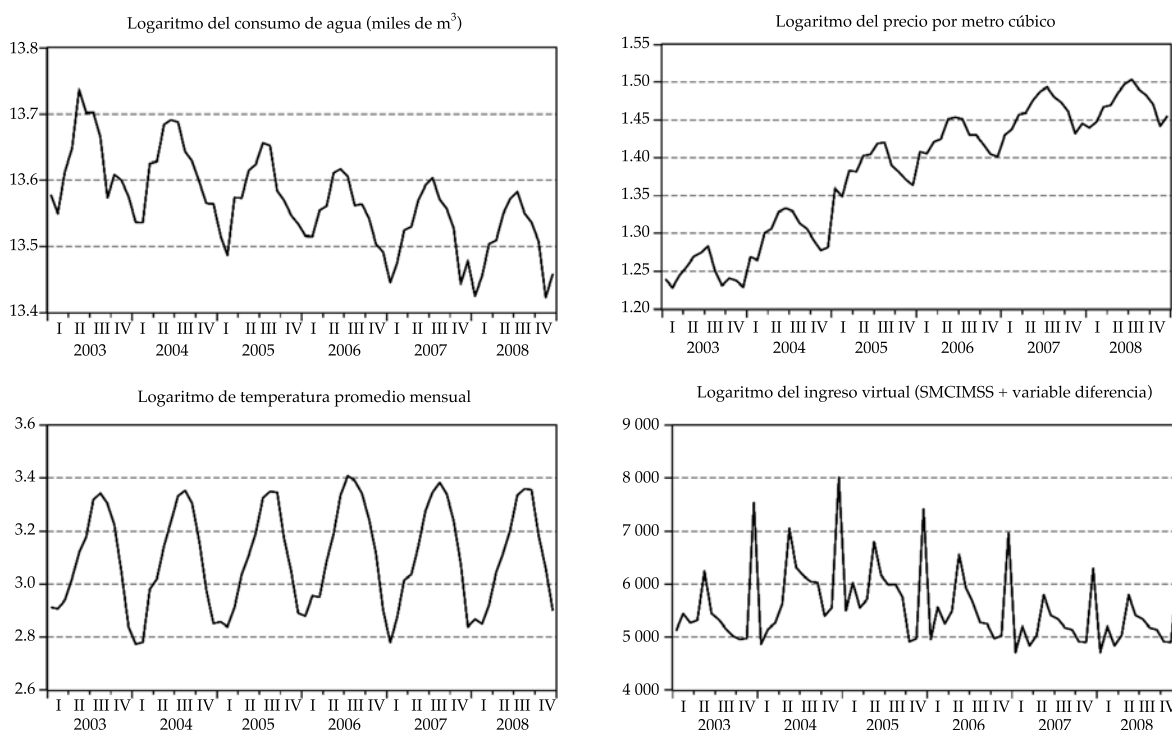 Logaritmo del consumo de agua (miles de m³)
13.8
13.7
13.6
13.5
13.4
I II III IV I II III IV I II III IV I II III IV I II III IV I II III IV
2003 2004 2005 2006 2007 2008
Logaritmo del precio por metro cúbico
1.55
1.50
1.45
1.40
1.35
1.30
1.25
1.20
I II III IV I II III IV I II III IV I II III IV I II III IV I II III IV
2003 2004 2005 2006 2007 2008
Logaritmo de temperatura promedio mensual
3.6
3.4
3.2
3.0
2.8
2.6
I II III IV I II III IV I II III IV I II III IV I II III IV I II III IV
2003 2004 2005 2006 2007 2008
Logaritmo del ingreso virtual (SMCIMSS + variable diferencia)
9 000
8 000
7 000
6 000
5 000
4 000
I II III IV I II III IV I II III IV I II III IV I II III IV I II III IV
2003 2004 2005 2006 2007 2008